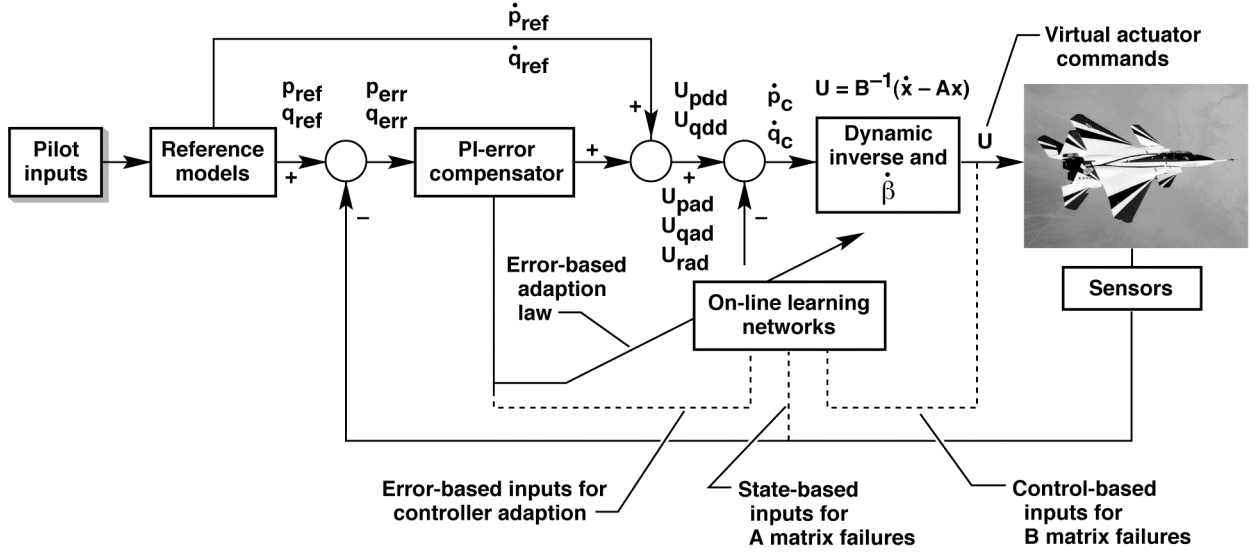 ṗref
q̇ref
Virtual actuator
commands
pref
qref
perr
qerr
Updd
Uqdd
ṗc
q̇c
U = B⁻¹(ẋ – Ax)
Pilot
inputs
Reference
models
+
–
PI-error
compensator
+
+
+
–
Dynamic
inverse and
β̇
U
Upad
Uqad
Urad
Error-based
adaption
law
On-line learning
networks
Sensors
Error-based inputs for
controller adaption
State-based
inputs for
A matrix failures
Control-based
inputs for
B matrix failures